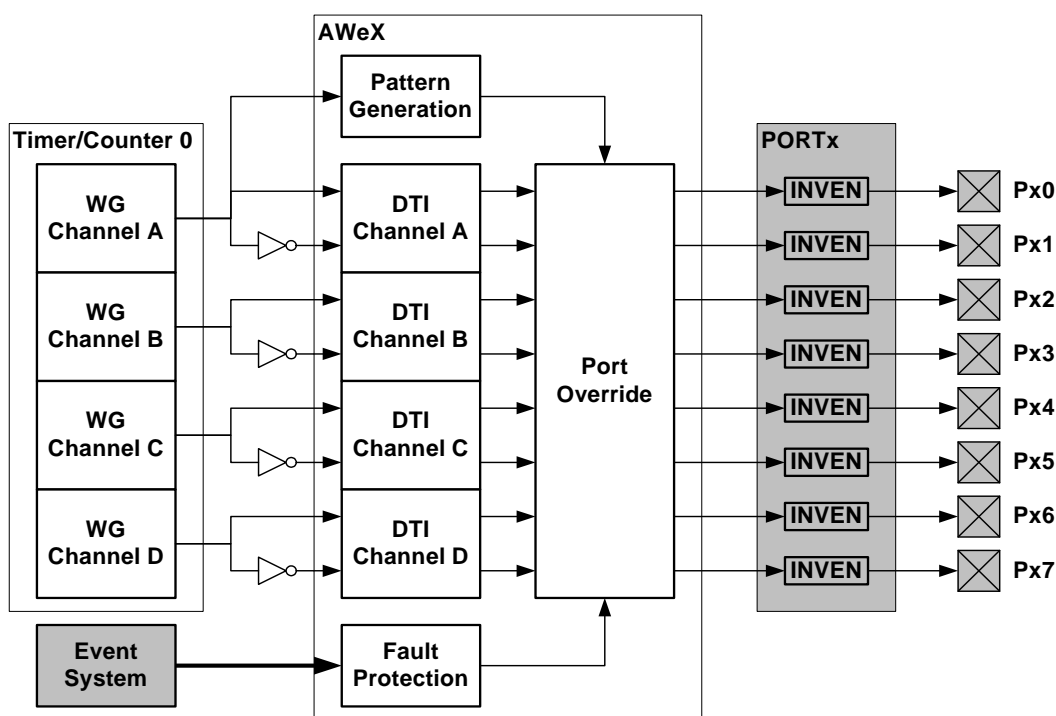 AWeX
Pattern
Generation
Timer/Counter 0
PORTx
WG
Channel A
DTI
Channel A
INVEN
Px0
INVEN
Px1
WG
Channel B
DTI
Channel B
INVEN
Px2
INVEN
Px3
Port
Override
WG
Channel C
DTI
Channel C
INVEN
Px4
INVEN
Px5
WG
Channel D
DTI
Channel D
INVEN
Px6
INVEN
Px7
Event
System
Fault
Protection